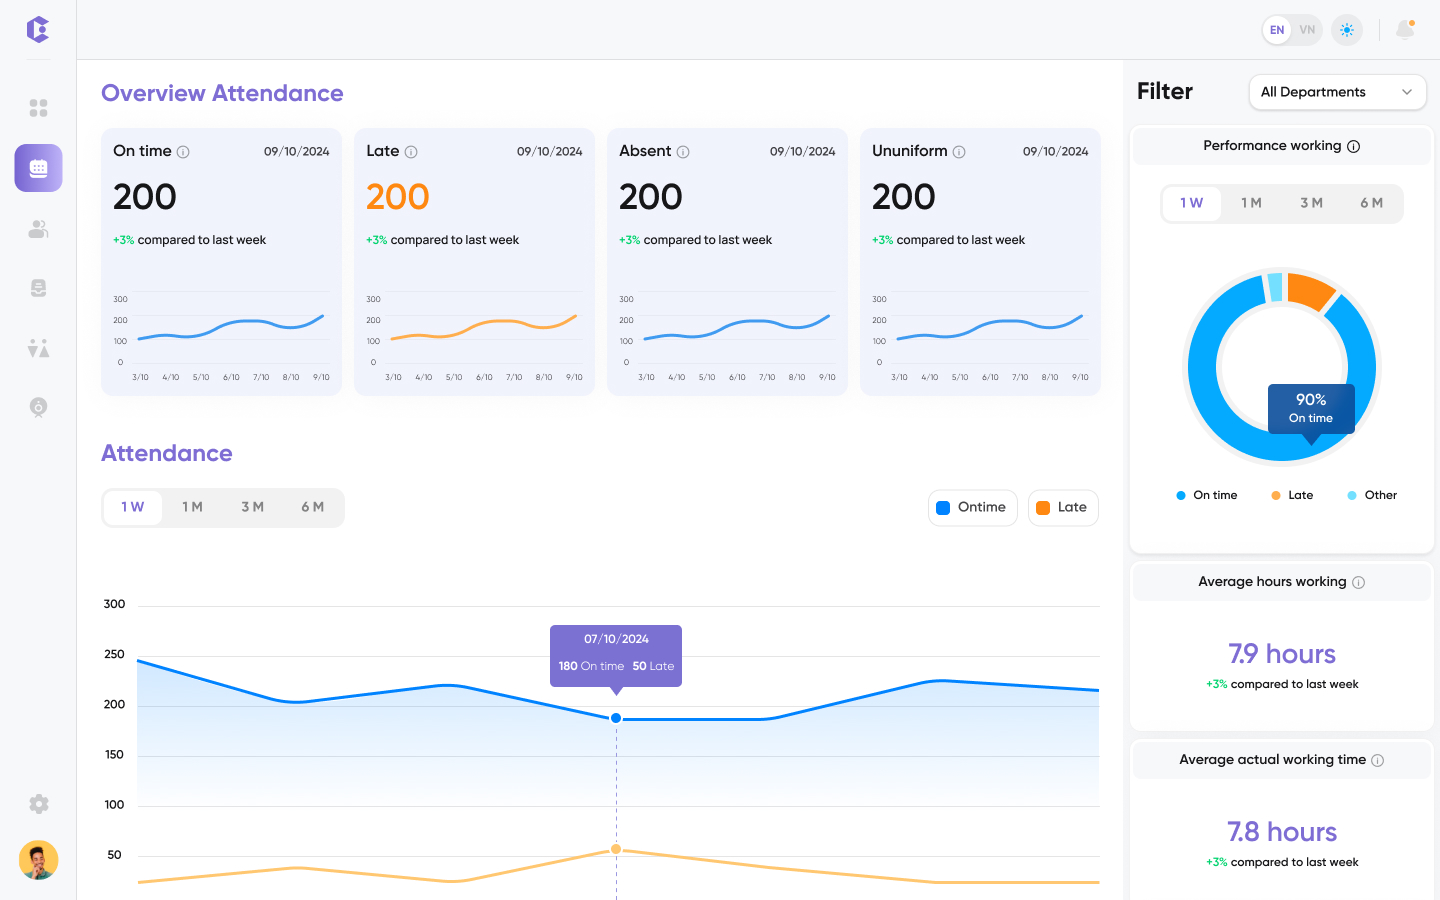 EN VN
Overview Attendance
On time 09/10/2024
200
+3% compared to last week
300
200
100
0
3/10 4/10 5/10 6/10 7/10 8/10 9/10
Late 09/10/2024
200
+3% compared to last week
300
200
100
0
3/10 4/10 5/10 6/10 7/10 8/10 9/10
Absent 09/10/2024
200
+3% compared to last week
300
200
100
0
3/10 4/10 5/10 6/10 7/10 8/10 9/10
Ununiform 09/10/2024
200
+3% compared to last week
300
200
100
0
3/10 4/10 5/10 6/10 7/10 8/10 9/10
Attendance
1 W 1 M 3 M 6 M
Ontime Late
300
250
200
150
100
50
07/10/2024
180 On time 50 Late
Filter All Departments
Performance working
1 W 1 M 3 M 6 M
90%
On time
On time Late Other
Average hours working
7.9 hours
+3% compared to last week
Average actual working time
7.8 hours
+3% compared to last week